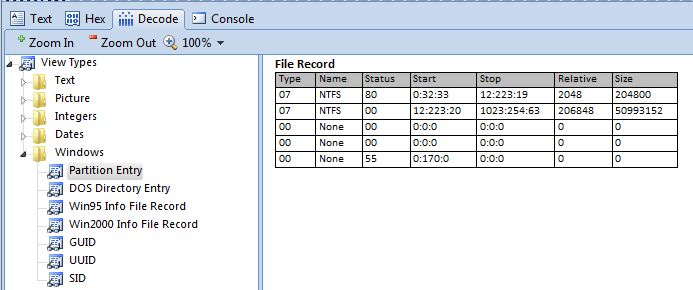 Text Hex Decode Console
Zoom In Zoom Out 100%
View Types
Text
Picture
Integers
Dates
Windows
Partition Entry
DOS Directory Entry
Win95 Info File Record
Win2000 Info File Record
GUID
UUID
SID
File Record
Type Name Status Start Stop Relative Size
07 NTFS 80 0:32:33 12:223:19 2048 204800
07 NTFS 00 12:223:20 1023:254:63 206848 50993152
00 None 00 0:0:0 0:0:0 0 0
00 None 00 0:0:0 0:0:0 0 0
00 None 55 0:170:0 0:0:0 0 0